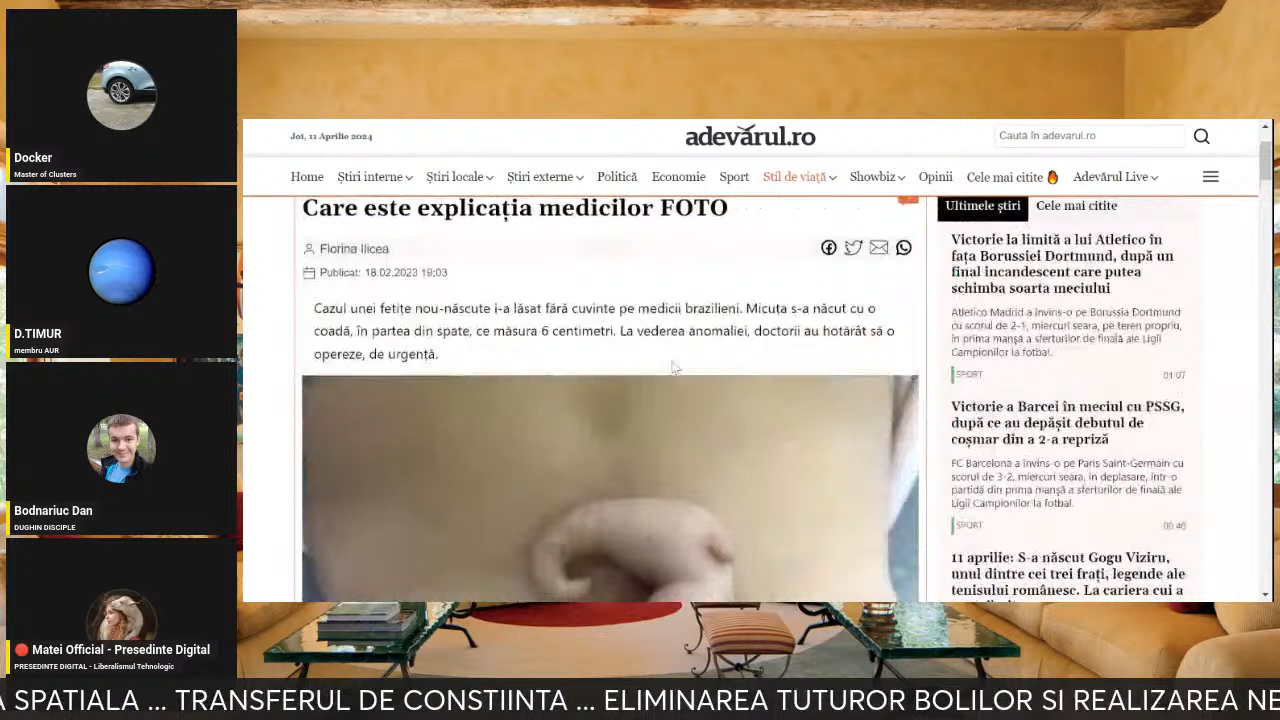 Docker
Master of Clusters
D.TIMUR
membru AUR
Bodnariuc Dan
DUGHIN DISCIPLE
Matei Official - Presedinte Digital
PRESEDINTE DIGITAL - Liberalismul Tehnologic
Joi, 11 Aprilie 2024
adevărul.ro
Caută în adevarul.ro
Home
Știri interne
Știri locale
Știri externe
Politică
Economie
Sport
Stil de viață
Showbiz
Opinii
Cele mai citite
Adevărul Live
Care este explicația medicilor FOTO
Florina Ilicea
Publicat: 18.02.2023 19:03
Cazul unei fetițe nou-născute i-a lăsat fără cuvinte pe medicii brazilieni. Micuța s-a născut cu o
coadă, în partea din spate, ce măsura 6 centimetri. La vederea anomaliei, doctorii au hotărât să o
opereze, de urgență.
Ultimele știri
Cele mai citite
Victorie la limită a lui Atletico în
fața Borussiei Dortmund, după un
final incandescent care putea
schimba soarta meciului
Atletico Madrid a învins-o pe Borussia Dortmund
cu scorul de 2-1, miercuri seara, pe teren propriu,
în prima manșă a sferturilor de finală ale Ligii
Campionilor la fotbal.
SPORT
01:07
Victorie a Barcei în meciul cu PSSG,
după ce au depășit debutul de
coșmar din a 2-a repriză
FC Barcelona a învins-o pe Paris Saint-Germain cu
scorul de 3-2, miercuri seara, în deplasare, într-o
partidă din prima manșă a sferturilor de finală ale
Ligii Campionilor la fotbal.
SPORT
00:46
11 aprilie: S-a născut Gogu Viziru,
unul dintre cei trei frați, legende ale
tenisului românesc. La cariera cui a
A SPATIALA ... TRANSFERUL DE CONSTIINTA ... ELIMINAREA TUTUROR BOLILOR SI REALIZAREA NE